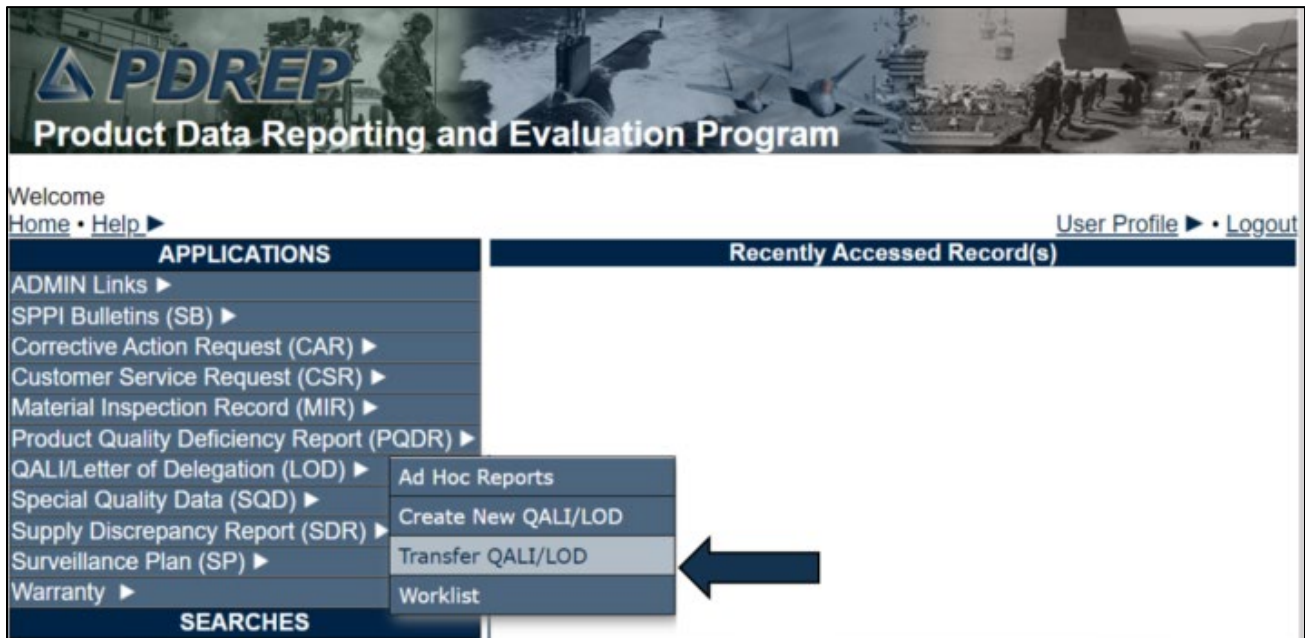 PDREP
Product Data Reporting and Evaluation Program
Welcome
Home • Help ▶
User Profile ▶ • Logout
APPLICATIONS
ADMIN Links ▶
SPPI Bulletins (SB) ▶
Corrective Action Request (CAR) ▶
Customer Service Request (CSR) ▶
Material Inspection Record (MIR) ▶
Product Quality Deficiency Report (PQDR) ▶
QALI/Letter of Delegation (LOD) ▶
Special Quality Data (SQD) ▶
Supply Discrepancy Report (SDR) ▶
Surveillance Plan (SP) ▶
Warranty ▶
SEARCHES
Ad Hoc Reports
Create New QALI/LOD
Transfer QALI/LOD
Worklist
Recently Accessed Record(s)